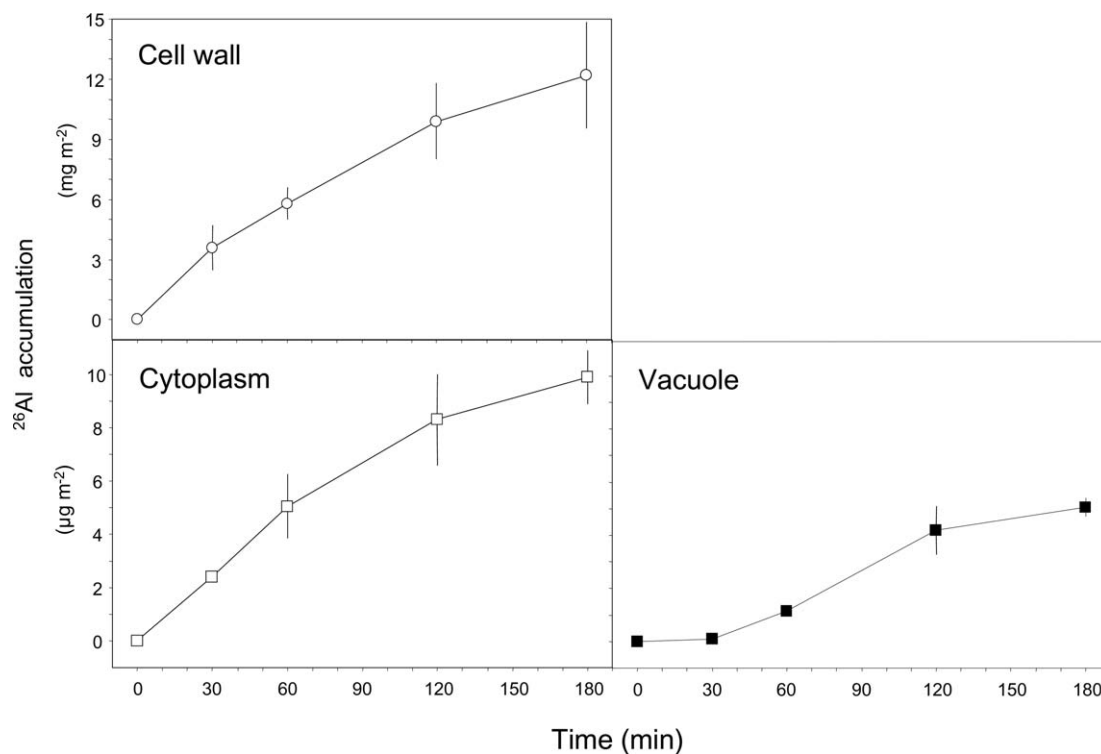 Cell wall
15
12
9
6
3
0
(mg m-2)
26Al accumulation
Cytoplasm
Vacuole
10
8
6
4
2
0
(µg m-2)
0 30 60 90 120 150 180
0 30 60 90 120 150 180
Time (min)